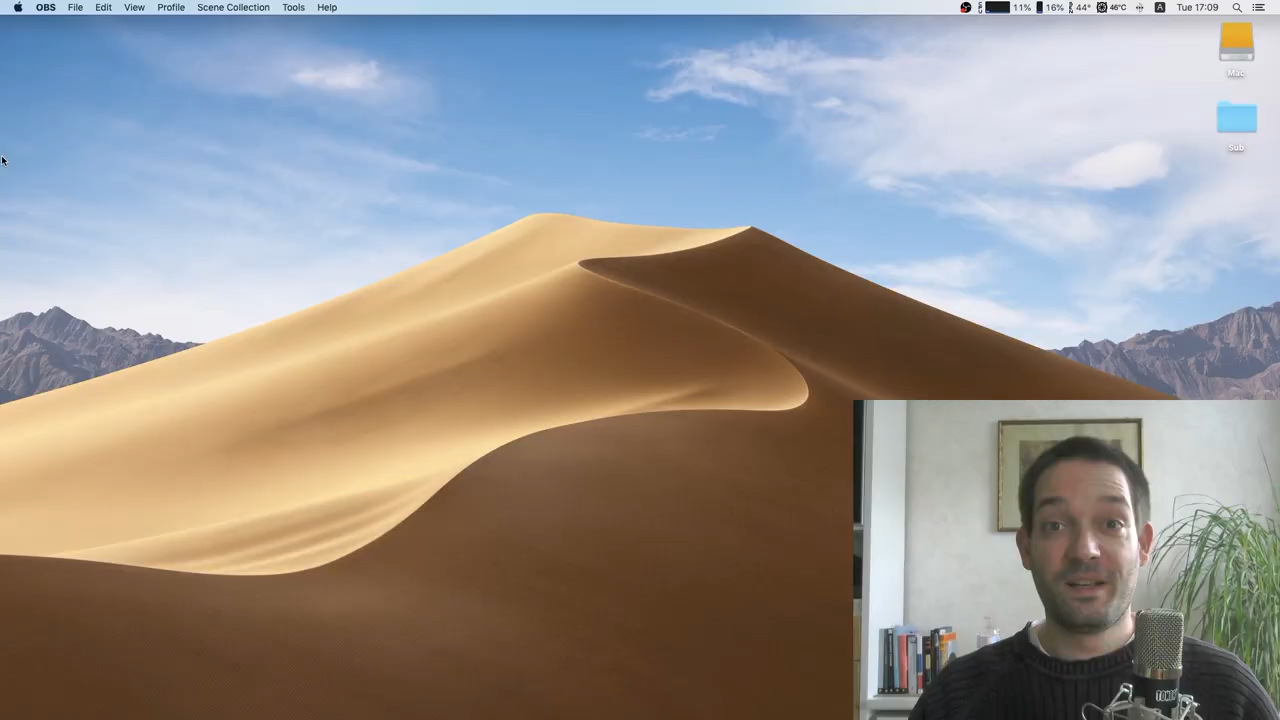 OBS File Edit View Profile Scene Collection Tools Help 11% 16% 44° 46°C A Tue 17:09
Mac
Sub